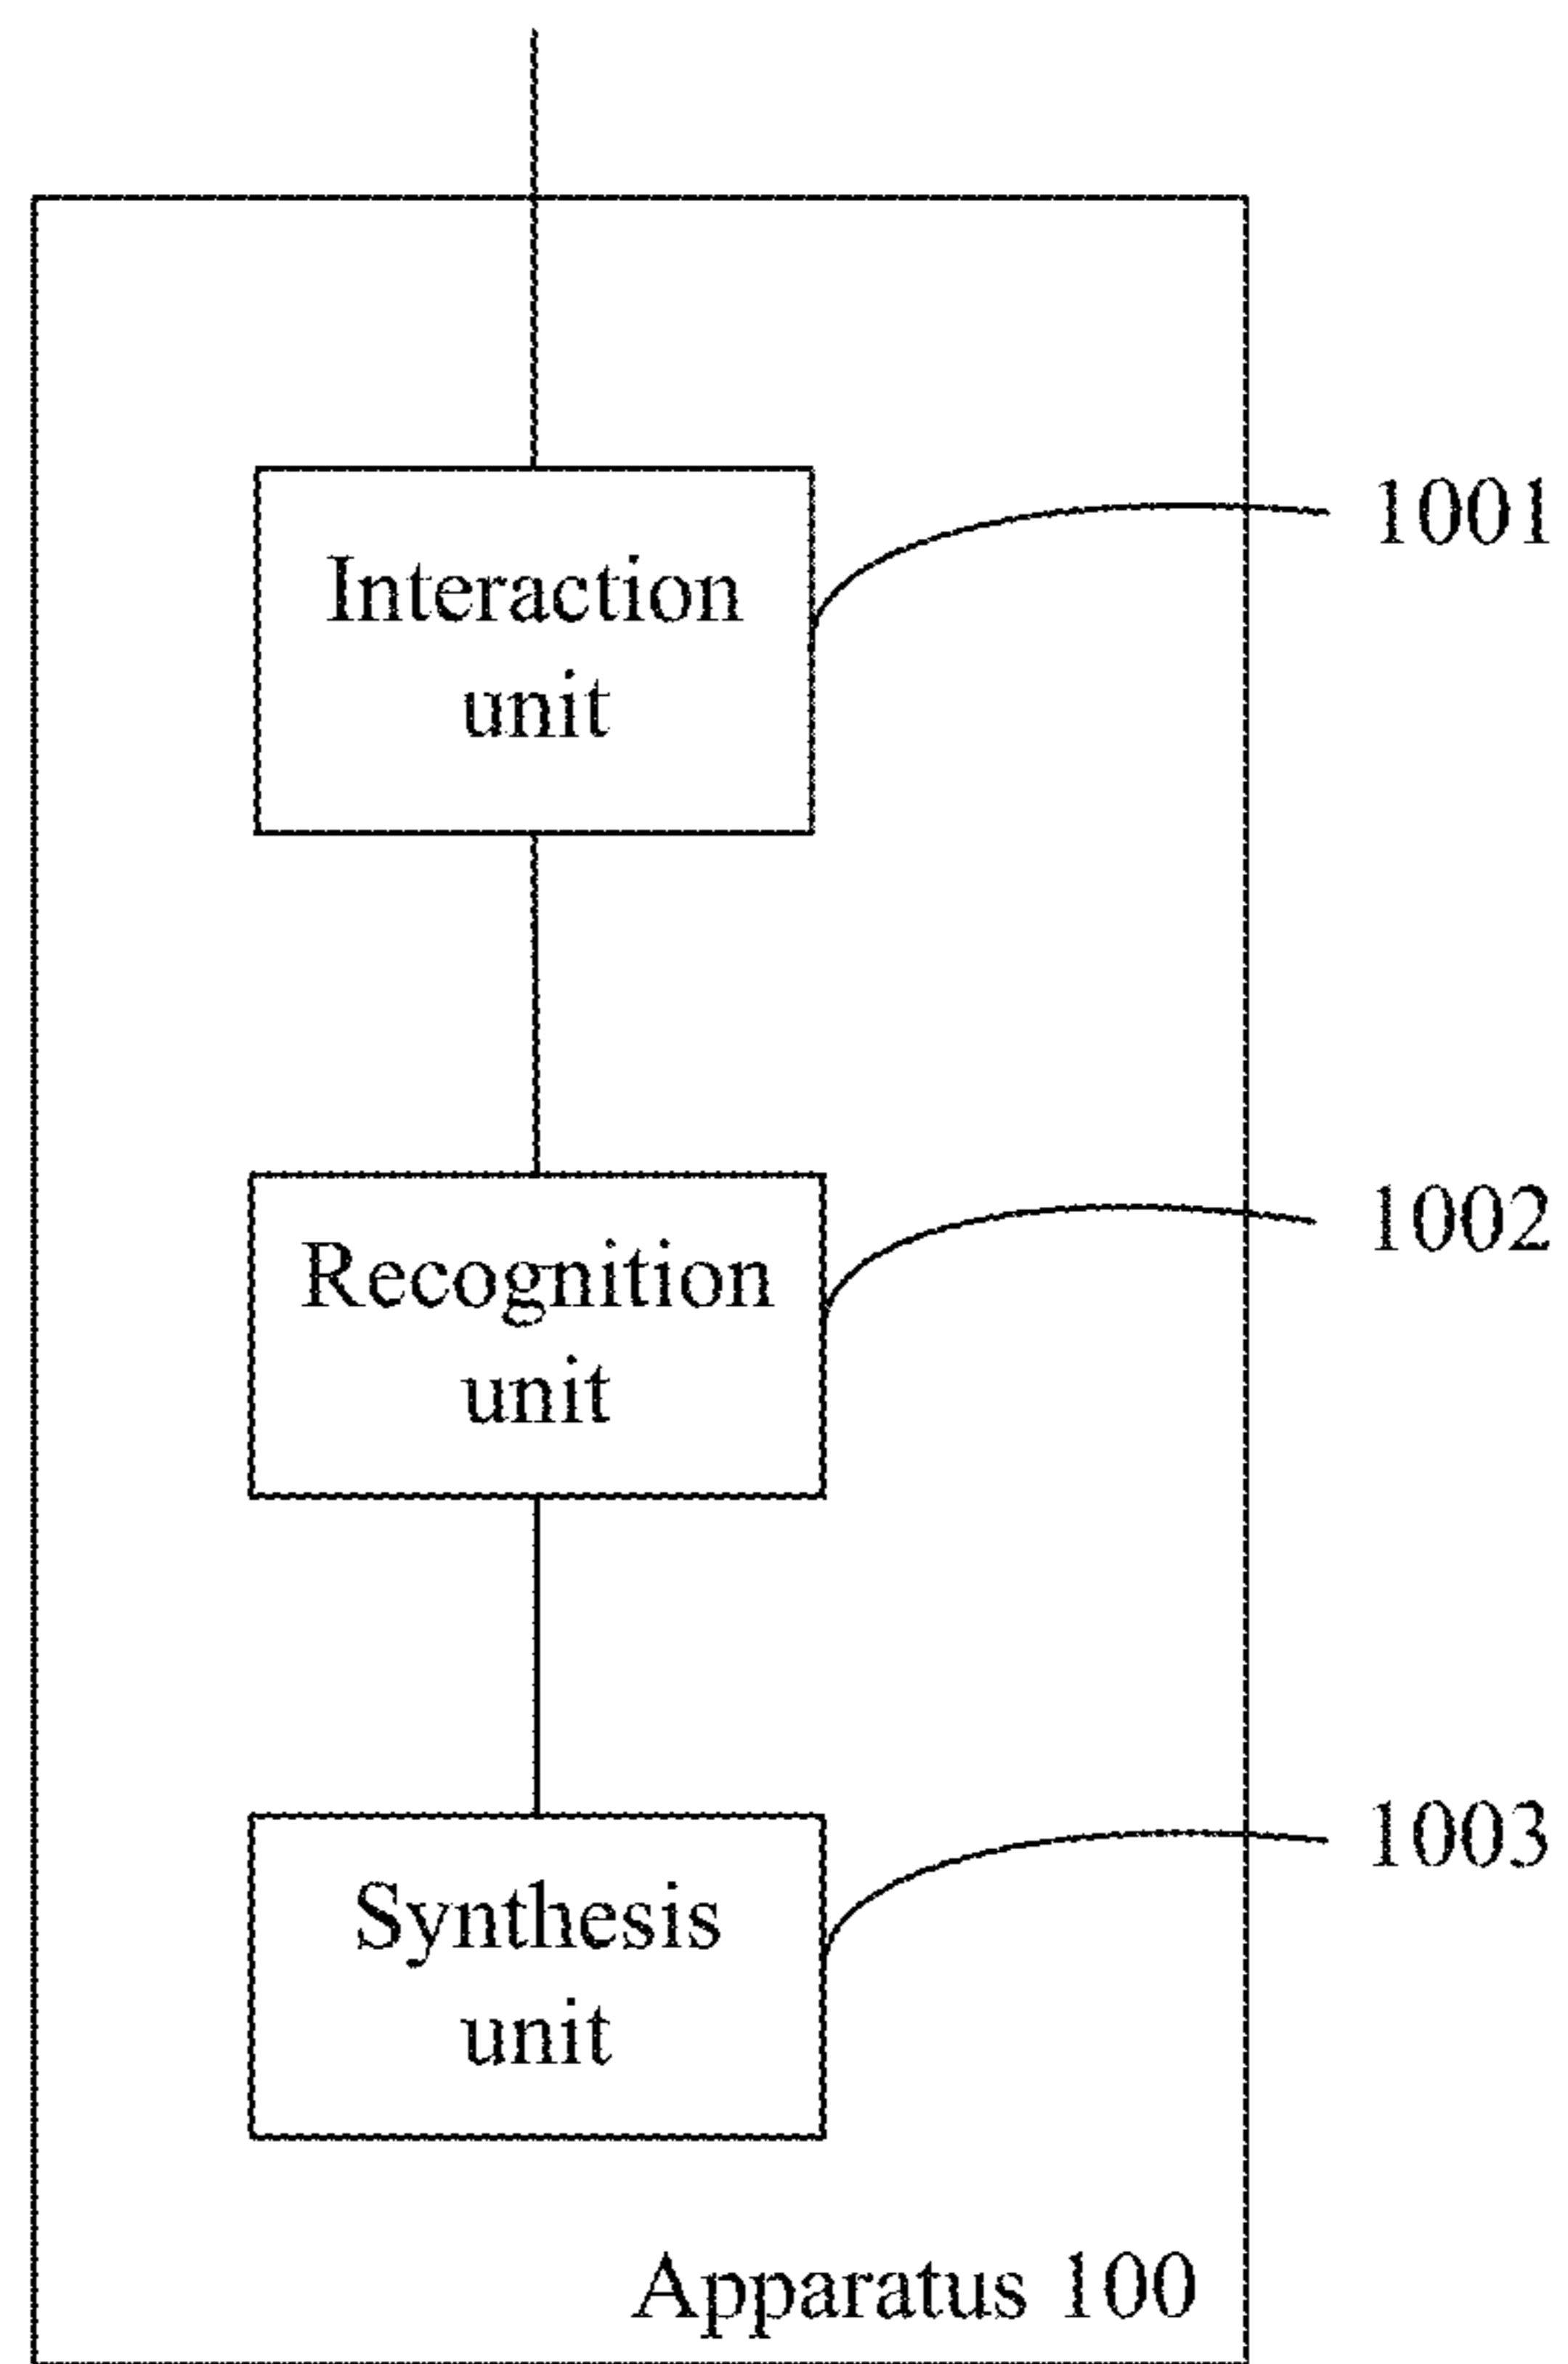 Interaction
unit
1001
Recognition
unit
1002
Synthesis
unit
1003
Apparatus 100